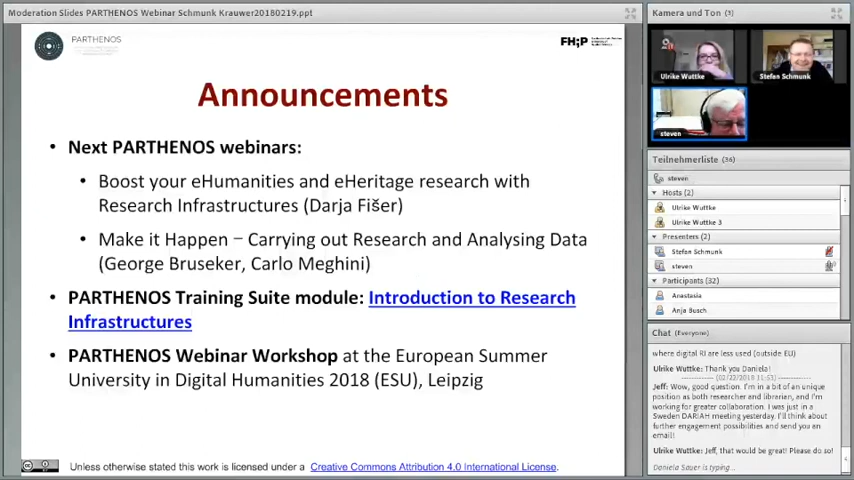 Moderation Slides PARTHENOS Webinar Schmunk Krauwer20180219.ppt
PARTHENOS
FH;P
Announcements
• Next PARTHENOS webinars:
• Boost your eHumanities and eHeritage research with
Research Infrastructures (Darja Fišer)
• Make it Happen – Carrying out Research and Analysing Data
(George Bruseker, Carlo Meghini)
• PARTHENOS Training Suite module: Introduction to Research
Infrastructures
• PARTHENOS Webinar Workshop at the European Summer
University in Digital Humanities 2018 (ESU), Leipzig
Unless otherwise stated this work is licensed under a Creative Commons Attribution 4.0 International License.
Kamera und Ton (3)
Ulrike Wuttke
Stefan Schmunk
steven
Teilnehmerliste (36)
steven
Hosts (2)
Ulrike Wuttke
Ulrike Wuttke 3
Presenters (2)
Stefan Schmunk
steven
Participants (32)
Anastasia
Anja Busch
Chat (Everyone)
where digital RI are less used (outside EU)
Ulrike Wuttke: Thank you Daniela!
(02/22/2018 11:53)
Jeff: Wow, good question. I'm in a bit of an unique
position as both researcher and librarian, and I'm
working for greater collaboration. I was just in a
Sweden DARIAH meeting yesterday. I'll think about
further engagement possibilities and send you an
email!
Ulrike Wuttke: Jeff, that would be great! Please do so!
Daniela Sauer is typing...